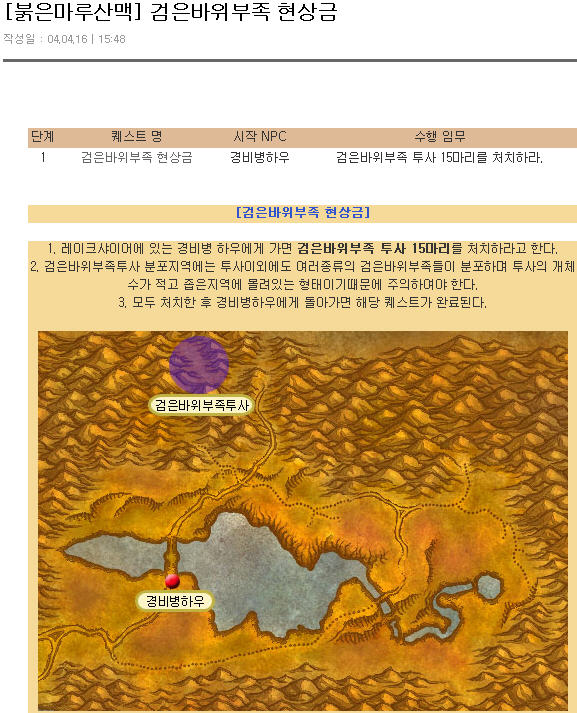 [붉은마루산맥] 검은바위부족 현상금
작성일 : 04.04.16 | 15:48
단계 퀘스트 명 시작 NPC 수행 임무
1 검은바위부족 현상금 경비병하우 검은바위부족 투사 15마리를 처치하라.
[검은바위부족 현상금]
1. 레이크샤이어에 있는 경비병 하우에게 가면 검은바위부족 투사 15마리를 처치하라고 한다.
2. 검은바위부족투사 분포지역에는 투사이외에도 여러종류의 검은바위부족들이 분포하며 투사의 개체
수가 적고 좁은지역에 몰려있는 형태이기때문에 주의하여야 한다.
3. 모두 처치한 후 경비병하우에게 돌아가면 해당 퀘스트가 완료된다.
검은바위부족투사
경비병하우